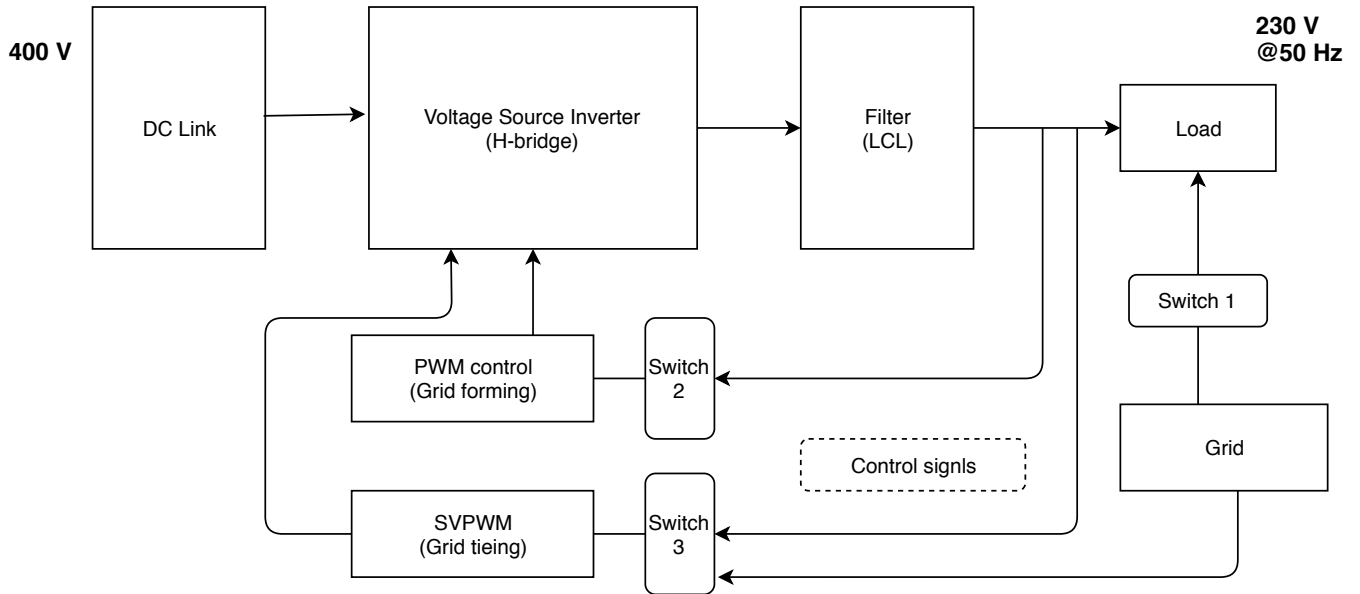 400 V
DC Link
Voltage Source Inverter
(H-bridge)
Filter
(LCL)
230 V
@50 Hz
Load
Switch 1
PWM control
(Grid forming)
Switch
2
Control signls
Grid
SVPWM
(Grid tieing)
Switch
3